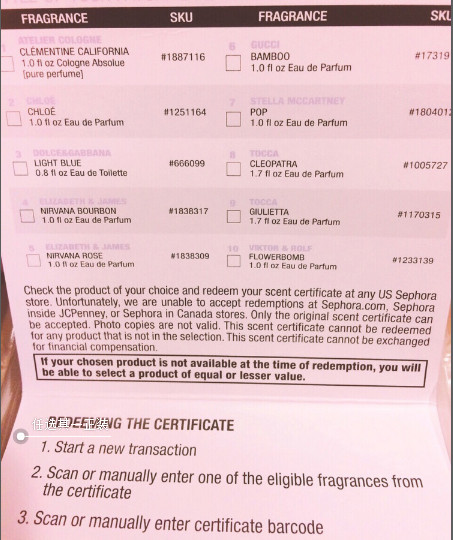 FRAGRANCE SKU FRAGRANCE SKU
1 ATELIER COLOGNE
CLÉMENTINE CALIFORNIA #1887116
1.0 fl oz Cologne Absolue
[pure perfume]
2 CHLOÉ
CHLOÉ #1251164
1.0 fl oz Eau de Parfum
3 DOLCE&GABBANA
LIGHT BLUE #666099
0.8 fl oz Eau de Toilette
4 ELIZABETH & JAMES
NIRVANA BOURBON #1838317
1.0 fl oz Eau de Parfum
5 ELIZABETH & JAMES
NIRVANA ROSE #1838309
1.0 fl oz Eau de Parfum
6 GUCCI
BAMBOO #17319
1.0 fl oz Eau de Parfum
7 STELLA MCCARTNEY
POP #1804012
1.0 fl oz Eau de Parfum
8 TOCCA
CLEOPATRA #1005727
1.7 fl oz Eau de Parfum
9 TOCCA
GIULIETTA #1170315
1.7 fl oz Eau de Parfum
10 VIKTOR & ROLF
FLOWERBOMB #1233139
1.0 fl oz Eau de Parfum
Check the product of your choice and redeem your scent certificate at any US Sephora
store. Unfortunately, we are unable to accept redemptions at Sephora.com, Sephora
inside JCPenney, or Sephora in Canada stores. Only the original scent certificate can
be accepted. Photo copies are not valid. This scent certificate cannot be redeemed
for any product that is not in the selection. This scent certificate cannot be exchanged
for financial compensation.
If your chosen product is not available at the time of redemption, you will
be able to select a product of equal or lesser value.
REDEEMING THE CERTIFICATE
1. Start a new transaction
2. Scan or manually enter one of the eligible fragrances from
the certificate
3. Scan or manually enter certificate barcode